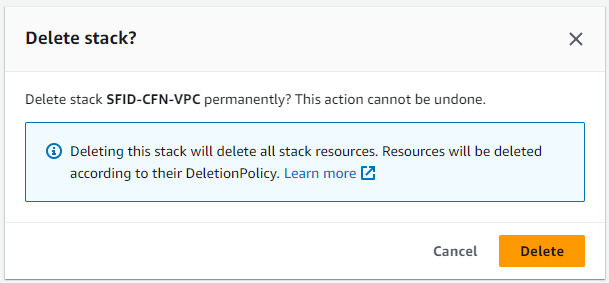 Delete stack?
Delete stack SFID-CFN-VPC permanently? This action cannot be undone.
Deleting this stack will delete all stack resources. Resources will be deleted
according to their DeletionPolicy. Learn more
Cancel Delete